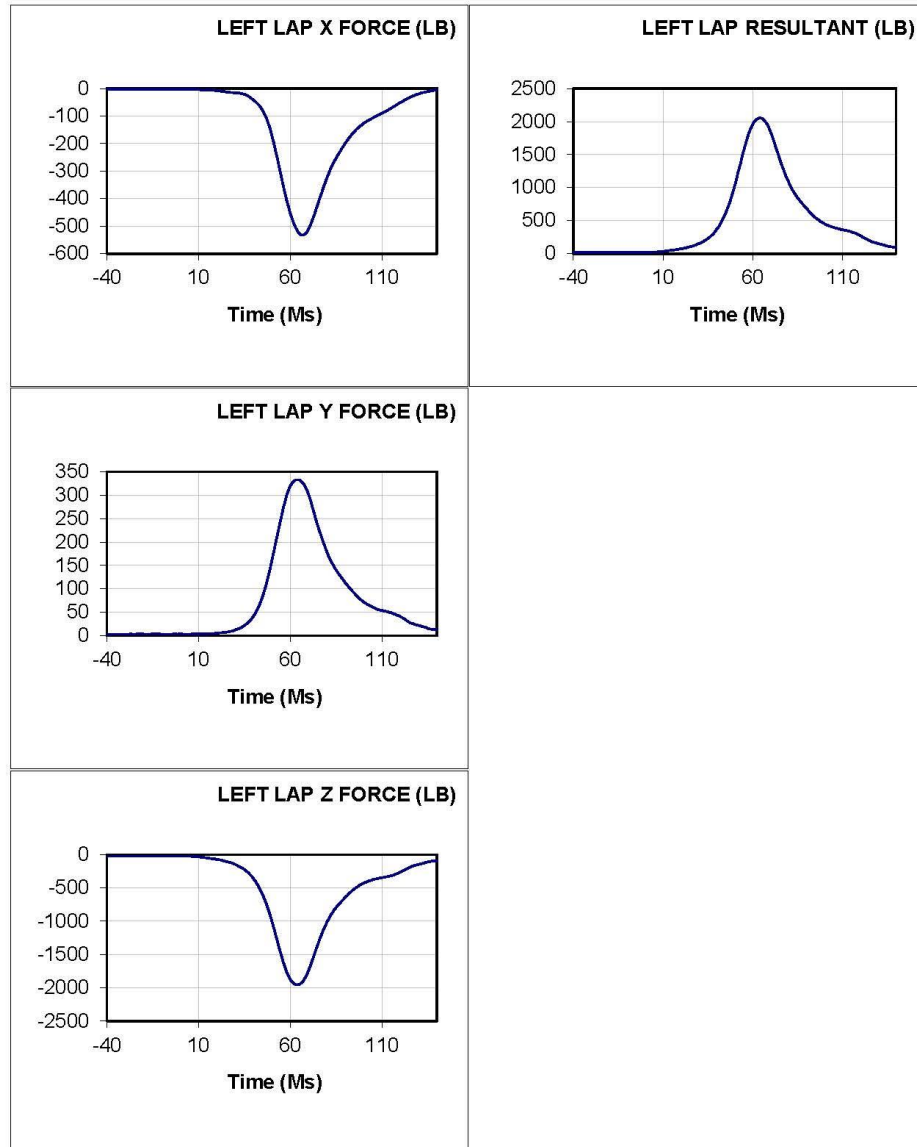 LEFT LAP X FORCE (LB)
0
-100
-200
-300
-400
-500
-600
-40 10 60 110
Time (Ms)
LEFT LAP RESULTANT (LB)
2500
2000
1500
1000
500
0
-40 10 60 110
Time (Ms)
LEFT LAP Y FORCE (LB)
350
300
250
200
150
100
50
0
-40 10 60 110
Time (Ms)
LEFT LAP Z FORCE (LB)
0
-500
-1000
-1500
-2000
-2500
-40 10 60 110
Time (Ms)